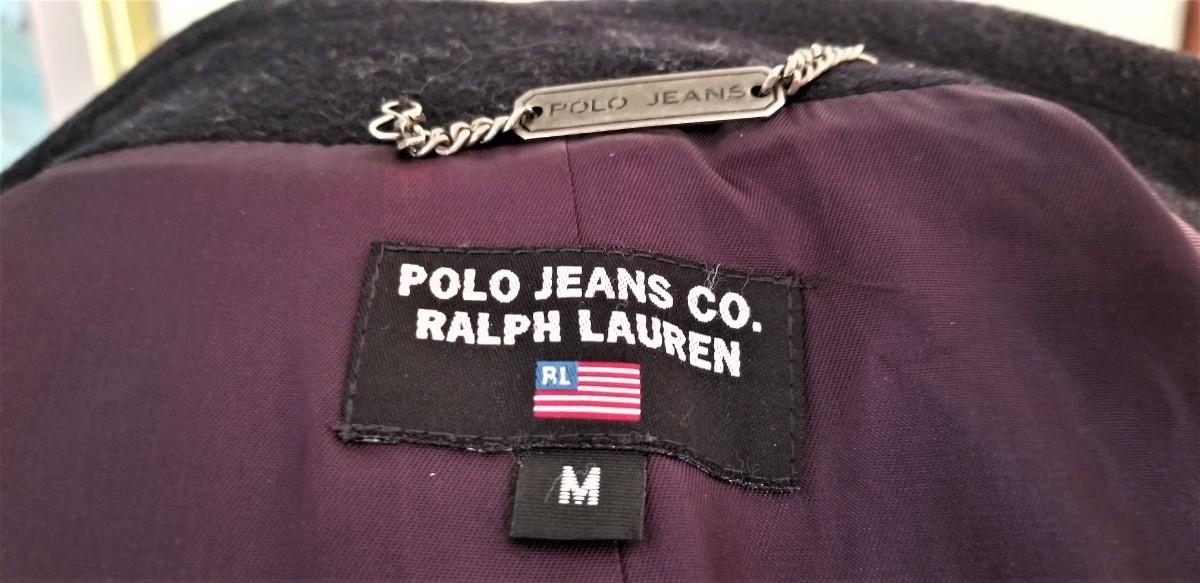 POLO JEANS
POLO JEANS CO.
RALPH LAUREN
RL
M